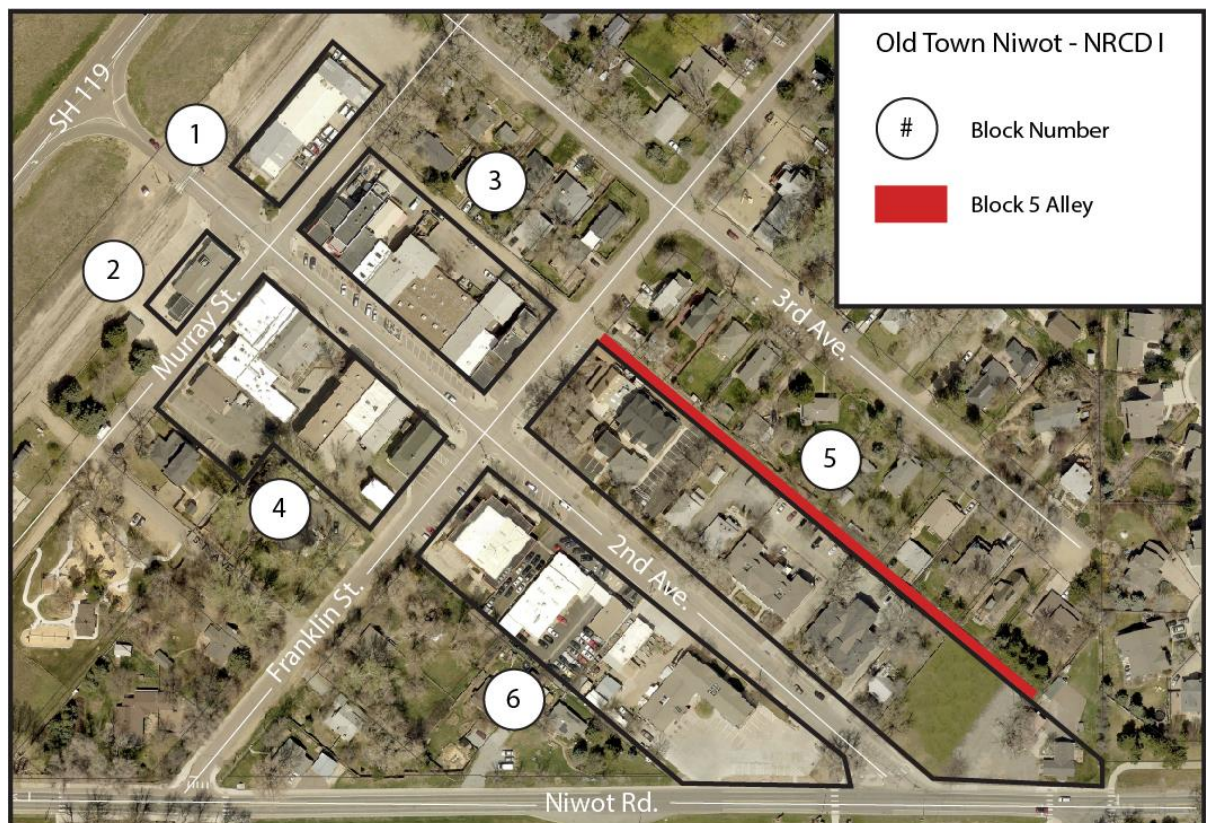 Old Town Niwot - NRCD I
#
Block Number
Block 5 Alley
SH 119
1
2
3
Murray St.
3rd Ave.
4
5
2nd Ave.
Franklin St.
6
Niwot Rd.